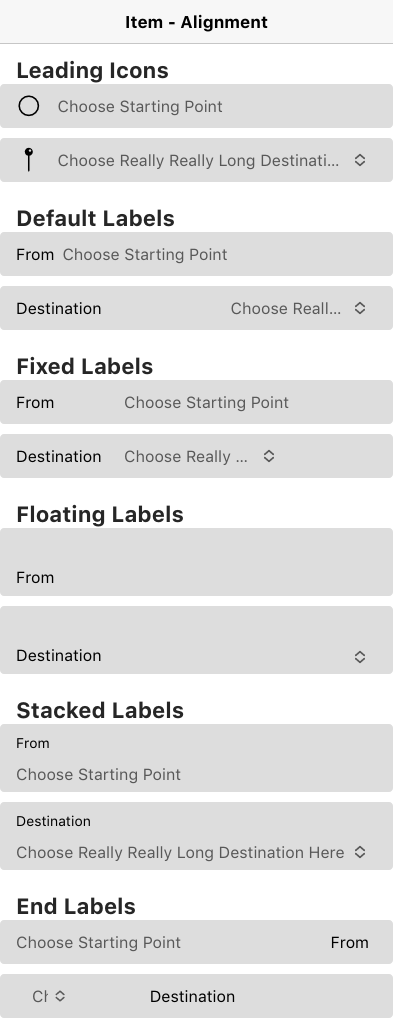 Item - Alignment
Leading Icons
Choose Starting Point
Choose Really Really Long Destinati...
Default Labels
From Choose Starting Point
Destination Choose Reall...
Fixed Labels
From Choose Starting Point
Destination Choose Really ...
Floating Labels
From
Destination
Stacked Labels
From
Choose Starting Point
Destination
Choose Really Really Long Destination Here
End Labels
Choose Starting Point From
Destination